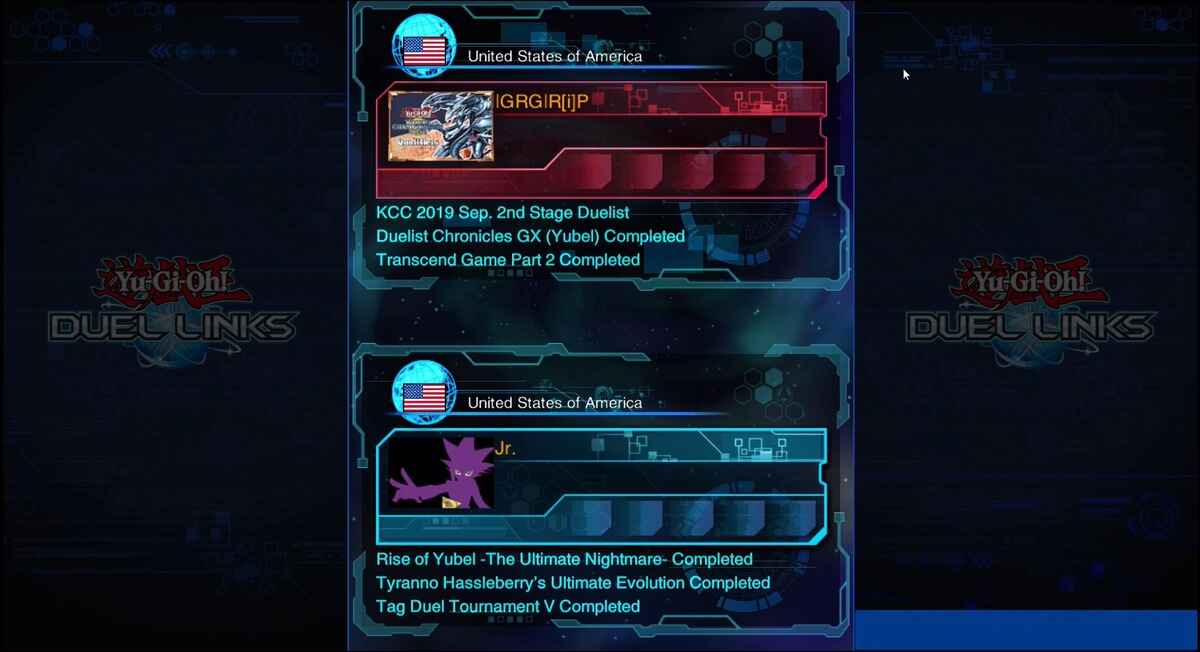 United States of America
|GRG|R[i]P
KCC 2019 Sep. 2nd Stage Duelist
Duelist Chronicles GX (Yubel) Completed
Transcend Game Part 2 Completed
Yu-Gi-Oh!
DUEL LINKS
Yu-Gi-Oh!
DUEL LINKS
United States of America
Jr.
Rise of Yubel -The Ultimate Nightmare- Completed
Tyranno Hassleberry's Ultimate Evolution Completed
Tag Duel Tournament V Completed